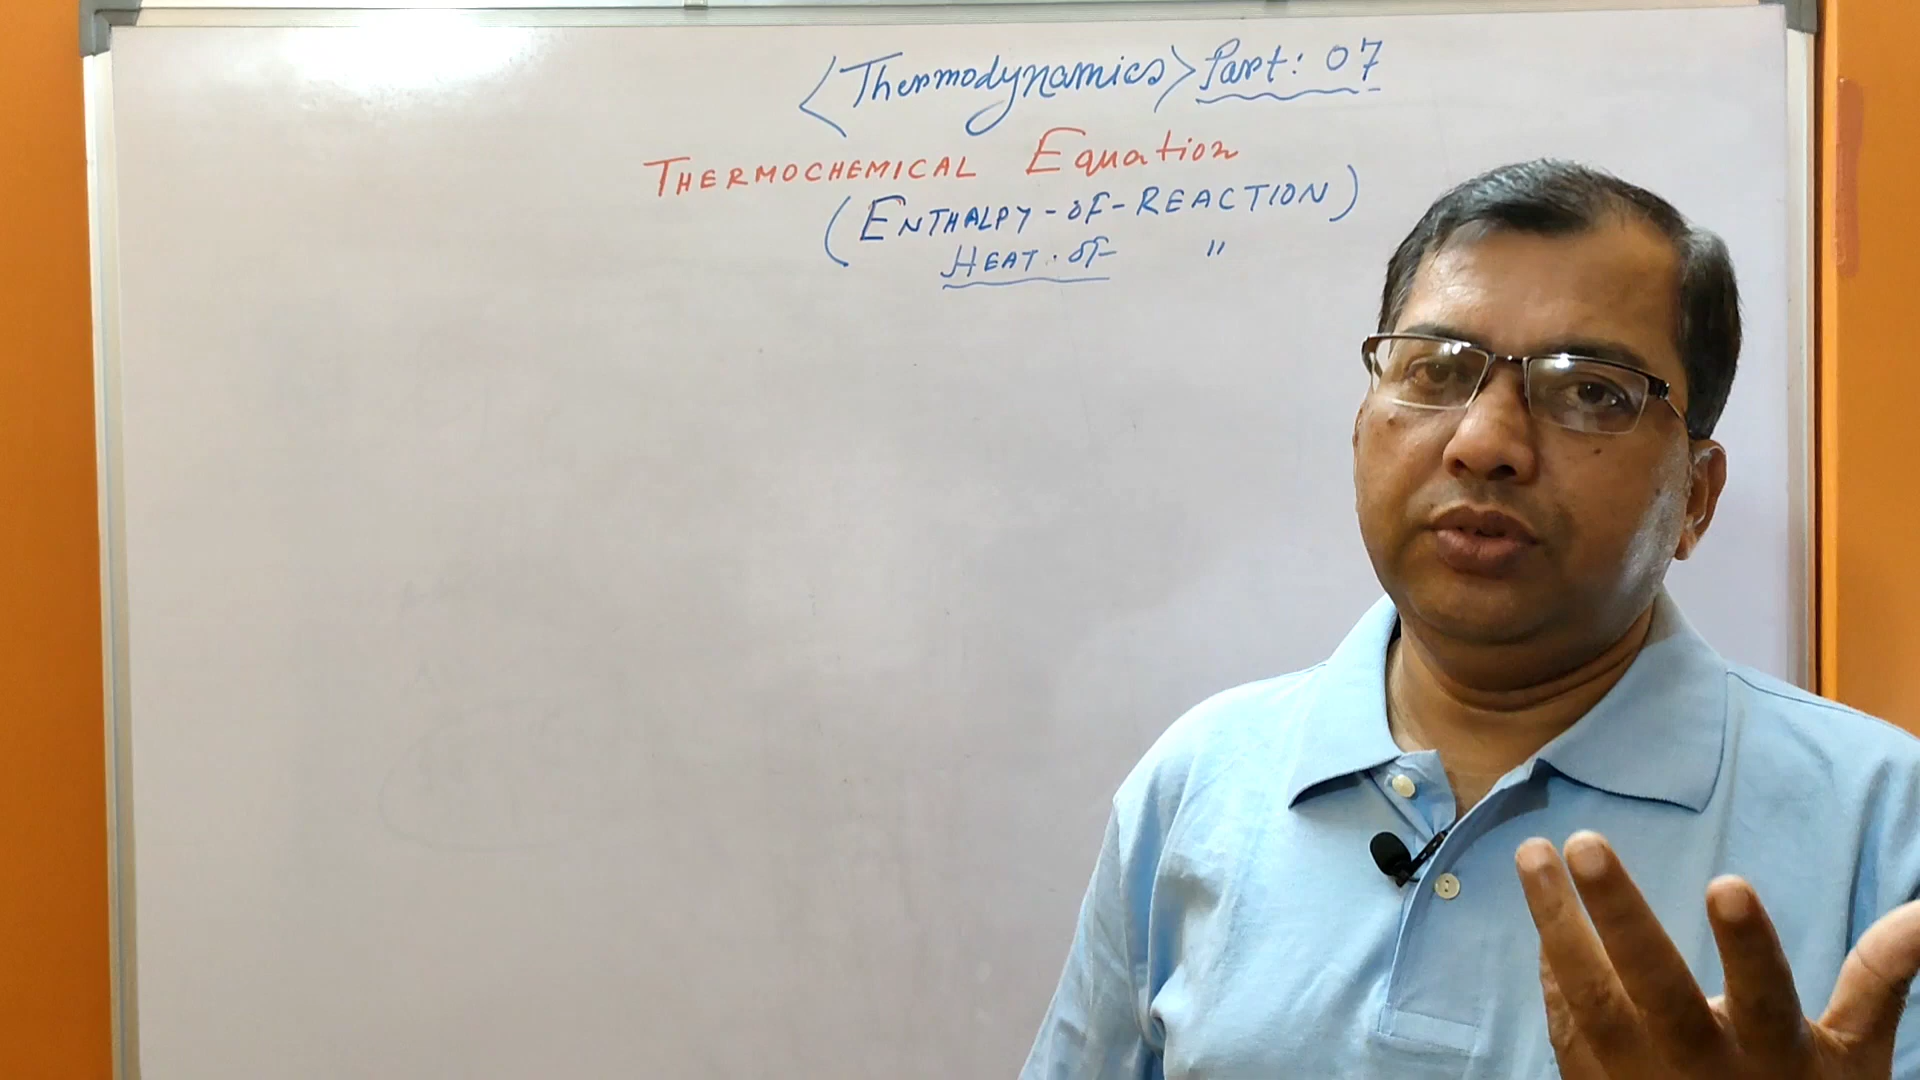 <Thermodynamics> Part: 07
THERMOCHEMICAL Equation
(ENTHALPY-OF-REACTION)
HEAT. OF "